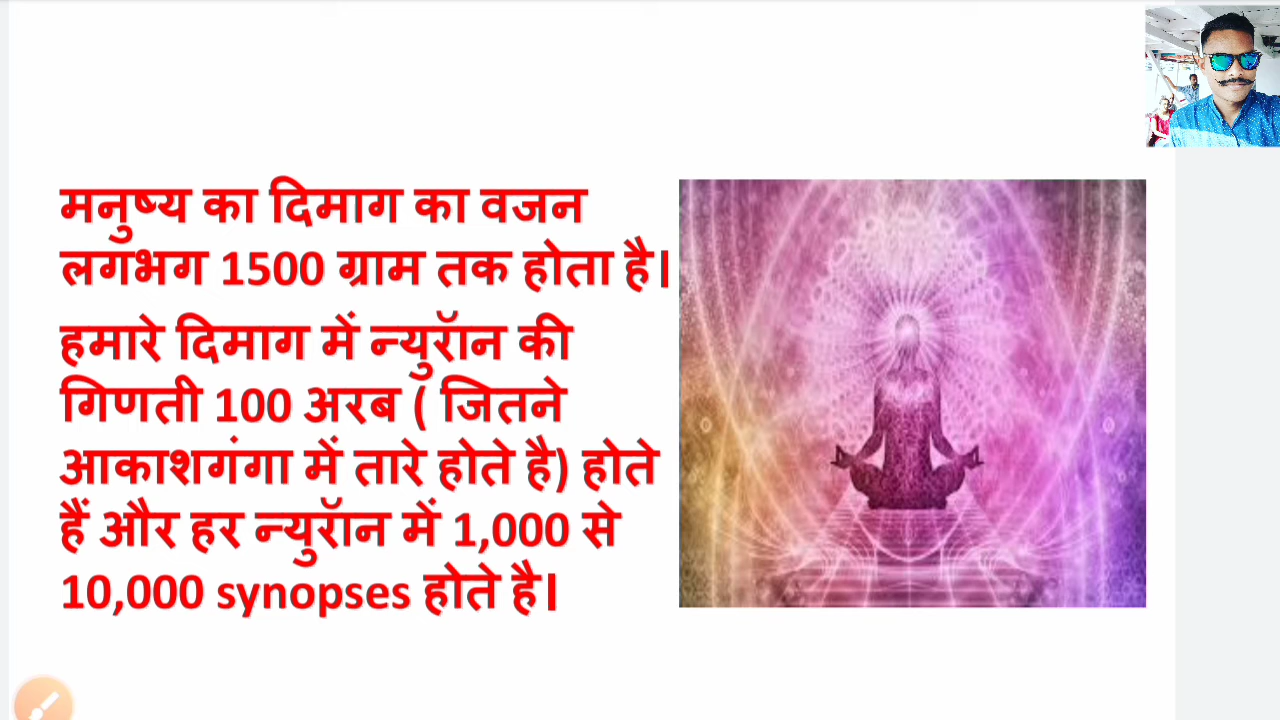 मनुष्य का दिमाग का वजन
लगभग 1500 ग्राम तक होता है।
हमारे दिमाग में न्युरॉन की
गिणती 100 अरब ( जितने
आकाशगंगा में तारे होते है) होते
हैं और हर न्युरॉन में 1,000 से
10,000 synopses होते है।